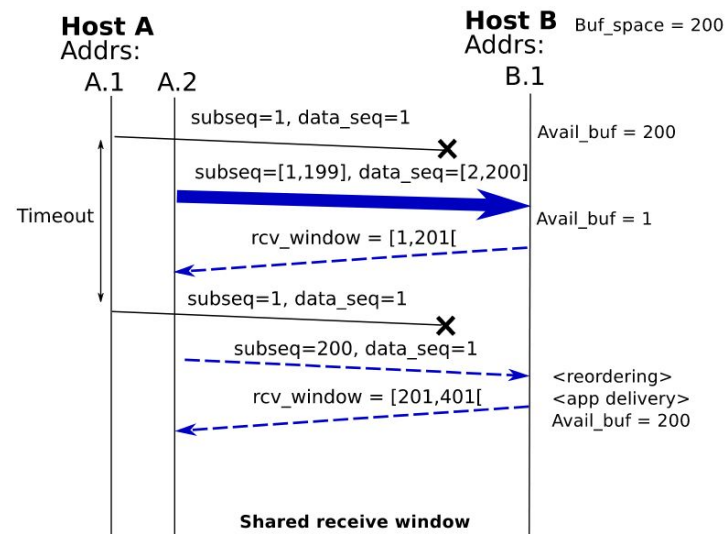 Host A
Addrs:
A.1 A.2
Host B Buf_space = 200
Addrs:
B.1
subseq=1, data_seq=1
Avail_buf = 200
subseq=[1,199], data_seq=[2,200]
Timeout
Avail_buf = 1
rcv_window = [1,201[
subseq=1, data_seq=1
subseq=200, data_seq=1
<reordering>
rcv_window = [201,401[
<app delivery>
Avail_buf = 200
Shared receive window